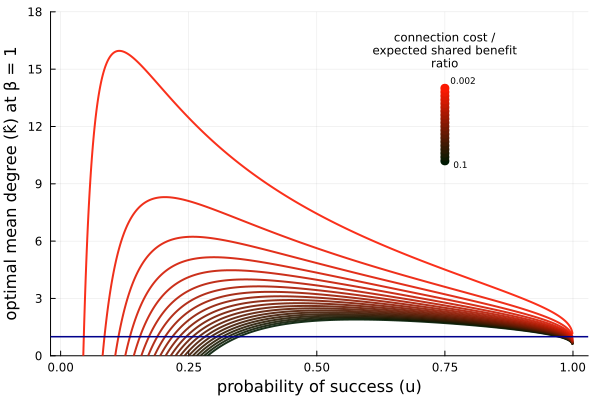 connection cost /
expected shared benefit
ratio
0.002
0.1
optimal mean degree (k̄) at β = 1
18
15
12
9
6
3
0
0.00
0.25
0.50
0.75
1.00
probability of success (u)